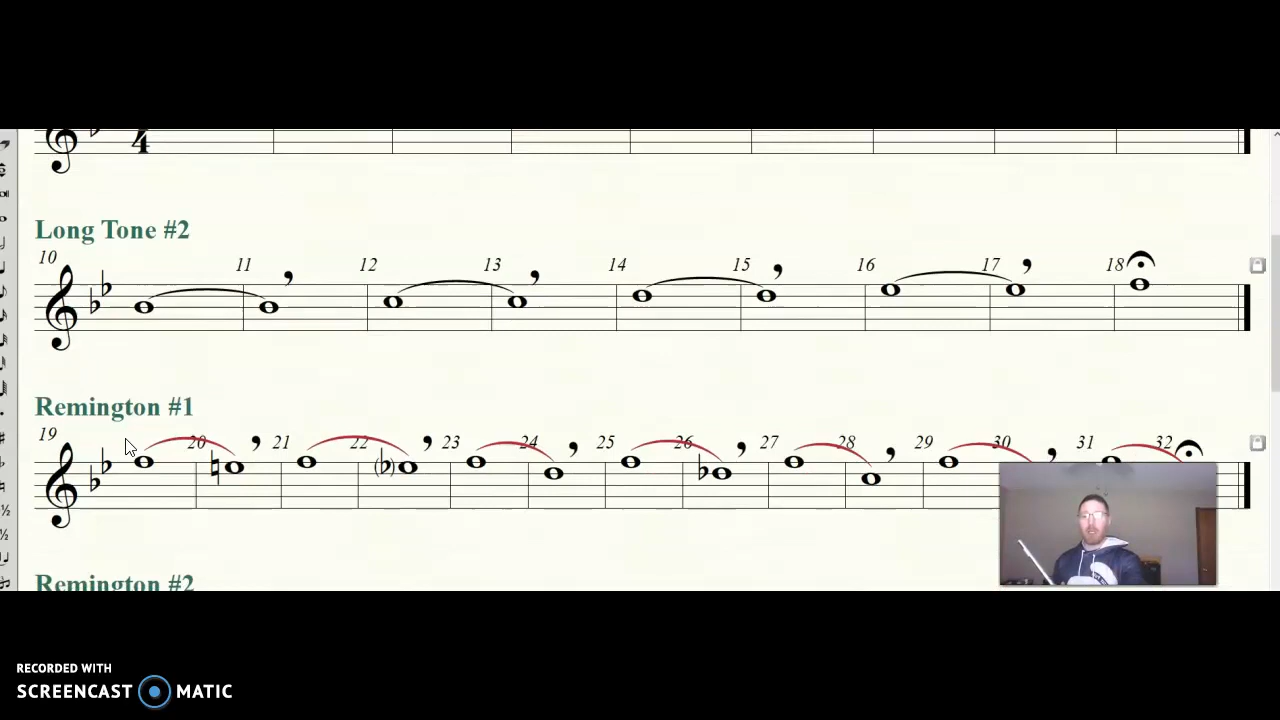 4
Long Tone #2
10 11 12 13 14 15 16 17 18
Remington #1
19 20 21 22 23 24 25 26 27 28 29 30 31 32
Remington #2
RECORDED WITH
SCREENCAST MATIC